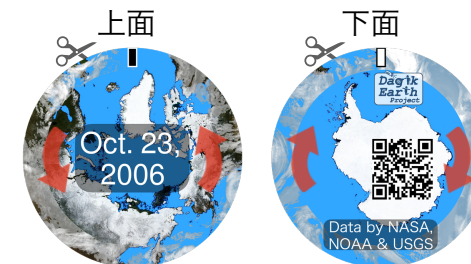 上面
下面
Oct. 23,
2006
Dagik
Earth
Project
Data by NASA,
NOAA & USGS